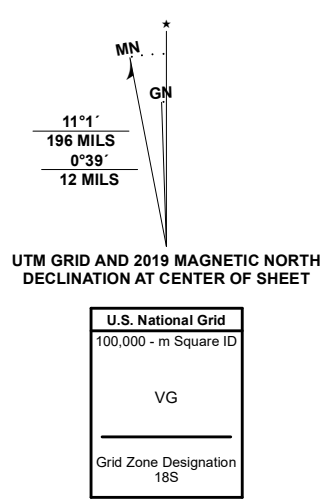 MN
GN
11°1´
196 MILS
0°39´
12 MILS
UTM GRID AND 2019 MAGNETIC NORTH
DECLINATION AT CENTER OF SHEET
U.S. National Grid
100,000 - m Square ID
VG
Grid Zone Designation
18S